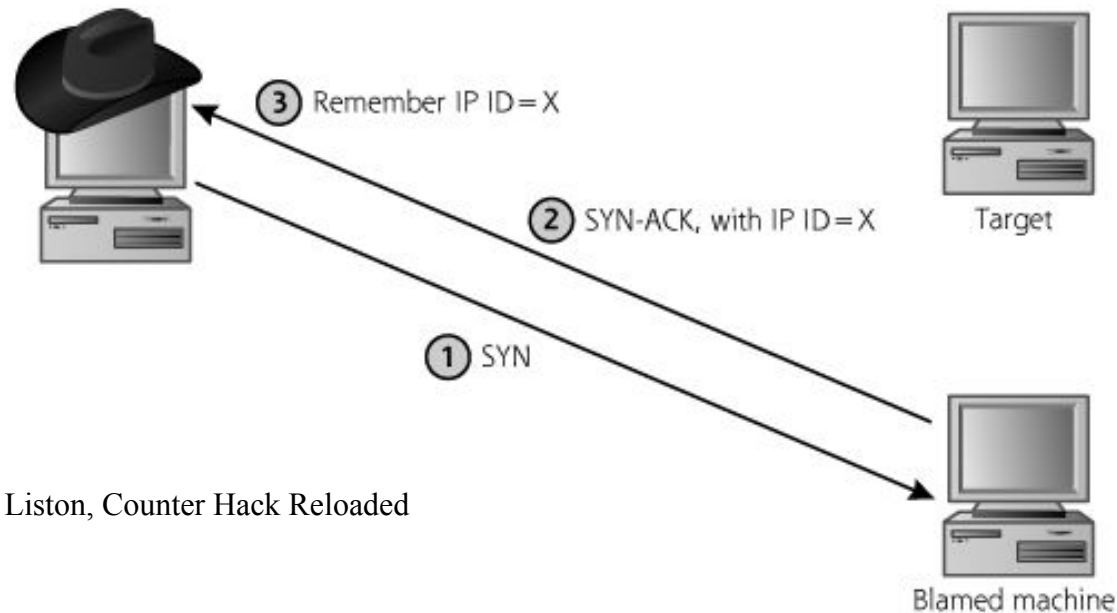 3 Remember IP ID=X
2 SYN-ACK, with IP ID=X
Target
1 SYN
Liston, Counter Hack Reloaded
Blamed machine